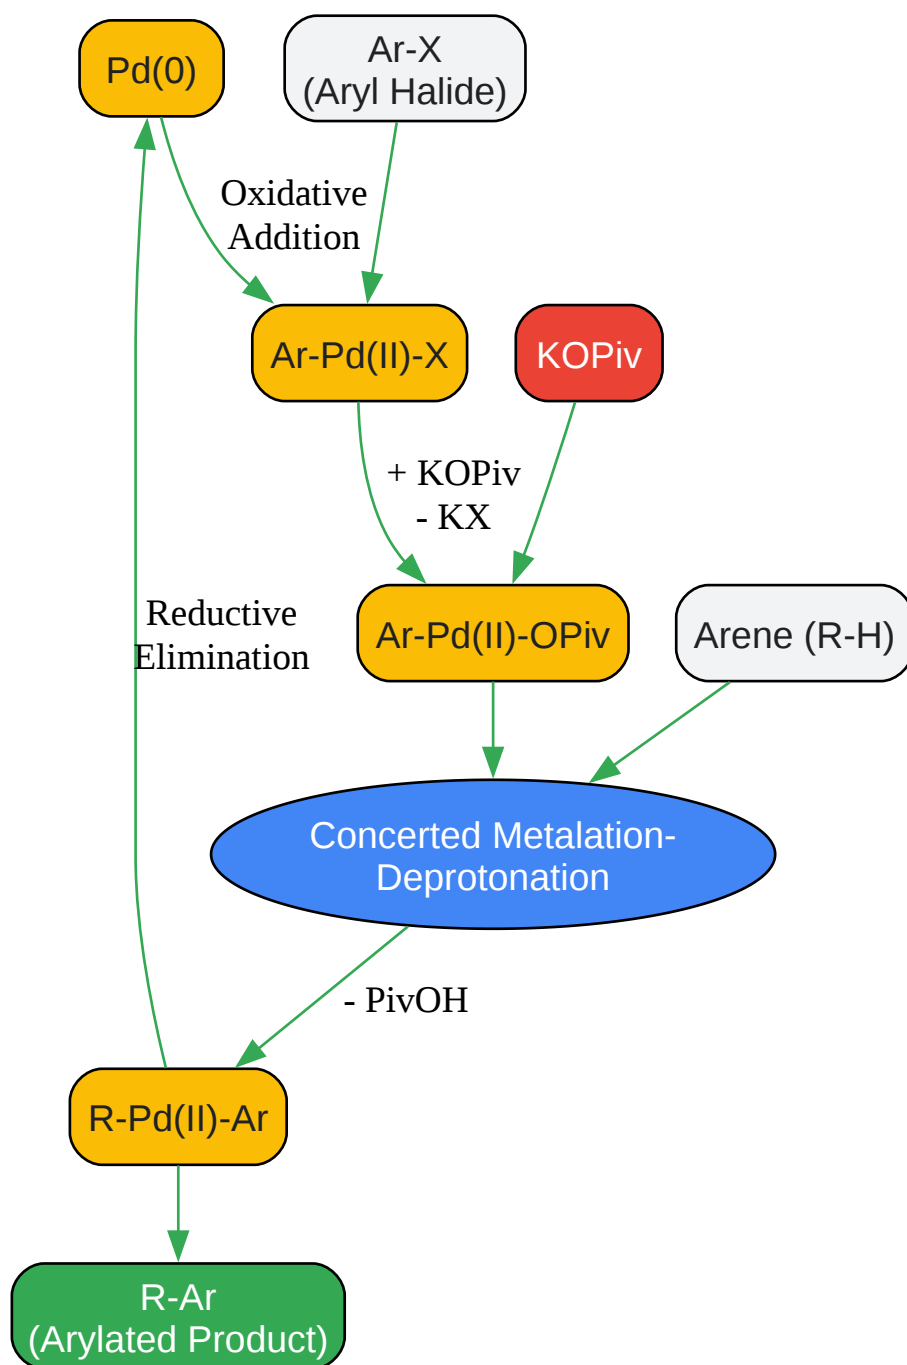 Pd(0)
Ar-X
(Aryl Halide)
Oxidative
Addition
Ar-Pd(II)-X
KOPiv
+ KOPiv
- KX
Reductive
Elimination
Ar-Pd(II)-OPiv
Arene (R-H)
Concerted Metalation-
Deprotonation
- PivOH
R-Pd(II)-Ar
R-Ar
(Arylated Product)